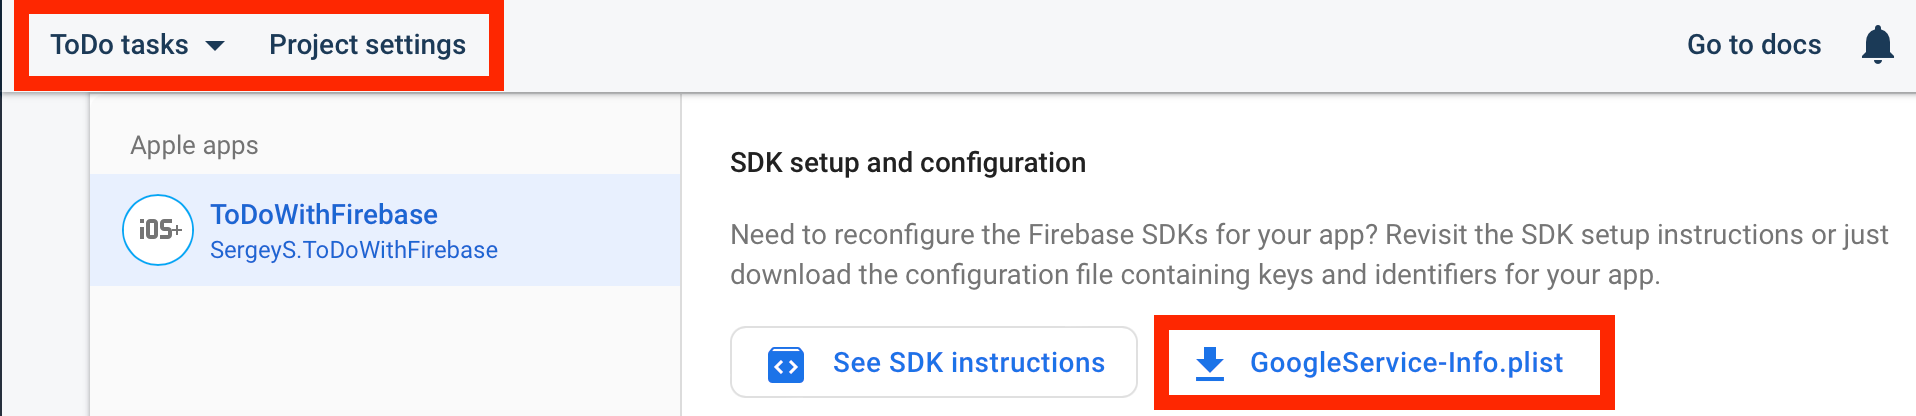 ToDo tasks Project settings Go to docs
Apple apps
iOS+
ToDoWithFirebase
SergeyS.ToDoWithFirebase
SDK setup and configuration
Need to reconfigure the Firebase SDKs for your app? Revisit the SDK setup instructions or just
download the configuration file containing keys and identifiers for your app.
See SDK instructions GoogleService-Info.plist